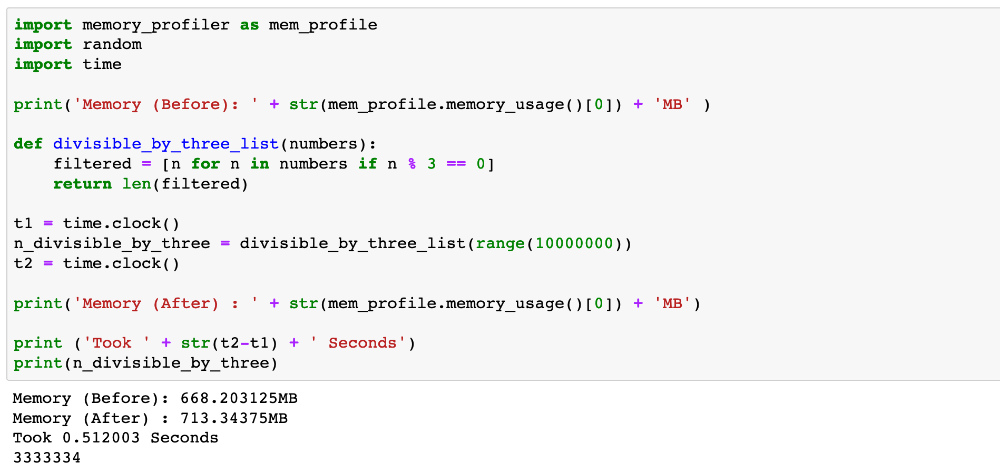 import memory_profiler as mem_profile
import random
import time
print('Memory (Before): ' + str(mem_profile.memory_usage()[0]) + 'MB' )
def divisible_by_three_list(numbers):
    filtered = [n for n in numbers if n % 3 == 0]
    return len(filtered)
t1 = time.clock()
n_divisible_by_three = divisible_by_three_list(range(10000000))
t2 = time.clock()
print('Memory (After) : ' + str(mem_profile.memory_usage()[0]) + 'MB')
print ('Took ' + str(t2-t1) + ' Seconds')
print(n_divisible_by_three)
Memory (Before): 668.203125MB
Memory (After) : 713.34375MB
Took 0.512003 Seconds
3333334